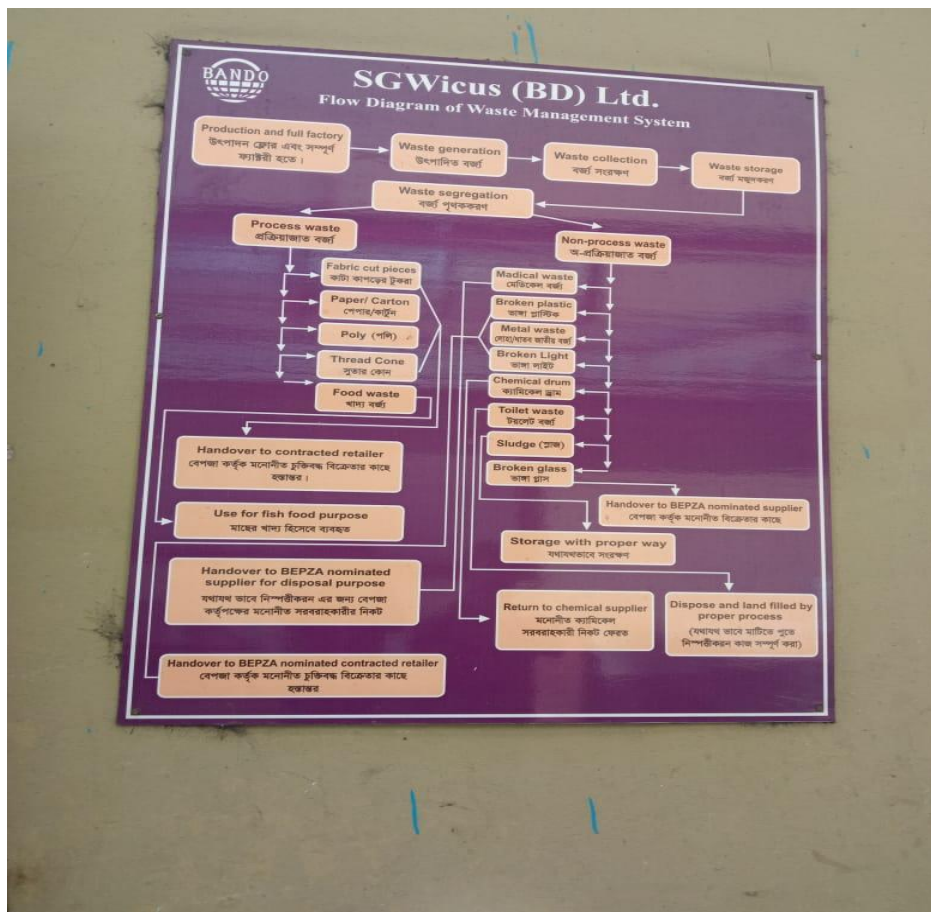 BANDO
SGWicus (BD) Ltd.
Flow Diagram of Waste Management System
Production and full factory
উৎপাদন ফ্লোর এবং সম্পূর্ণ
ফ্যাক্টরী হতে ।
Waste generation
উৎপাদিত বর্জ্য
Waste collection
বর্জ্য সংরক্ষণ
Waste storage
বর্জ্য মজুদকরণ
Waste segregation
বর্জ্য পৃথককরণ
Process waste
প্রক্রিয়াজাত বর্জ্য
Non-process waste
অ-প্রক্রিয়াজাত বর্জ্য
Fabric cut pieces
কাটা কাপড়ের টুকরা
Paper/ Carton
পেপার/কার্টুন
Poly (পলি)
Thread Cone
সুতার কোন
Food waste
খাদ্য বর্জ্য
Madical waste
মেডিকেল বর্জ্য
Broken plastic
ভাঙ্গা প্লাস্টিক
Metal waste
লোহা/ধাতব জাতীয় বর্জ্য
Broken Light
ভাঙ্গা লাইট
Chemical drum
ক্যামিকেল ড্রাম
Toilet waste
টয়লেট বর্জ্য
Sludge (স্লাজ)
Broken glass
ভাঙ্গা গ্লাস
Handover to contracted retailer
বেপজা কর্তৃক মনোনীত চুক্তিবদ্ধ বিক্রেতার কাছে
হস্তান্তর ।
Use for fish food purpose
মাছের খাদ্য হিসেবে ব্যবহৃত
Handover to BEPZA nominated
supplier for disposal purpose
যথাযথ ভাবে নিস্পত্তীকরন এর জন্য বেপজা
কর্তৃপক্ষের মনোনীত সরবরাহকারীর নিকট
Handover to BEPZA nominated contracted retailer
বেপজা কর্তৃক মনোনীত চুক্তিবদ্ধ বিক্রেতার কাছে
হস্তান্তর
Handover to BEPZA nominated supplier
বেপজা কর্তৃক মনোনীত বিক্রেতার কাছে
Storage with proper way
যথাযথভাবে সংরক্ষণ
Return to chemical supplier
মনোনীত ক্যামিকেল
সরবরাহকারী নিকট ফেরত
Dispose and land filled by
proper process
(যথাযথ ভাবে মাটিতে পুতে
নিস্পত্তীকরন কাজ সম্পূর্ণ করা)